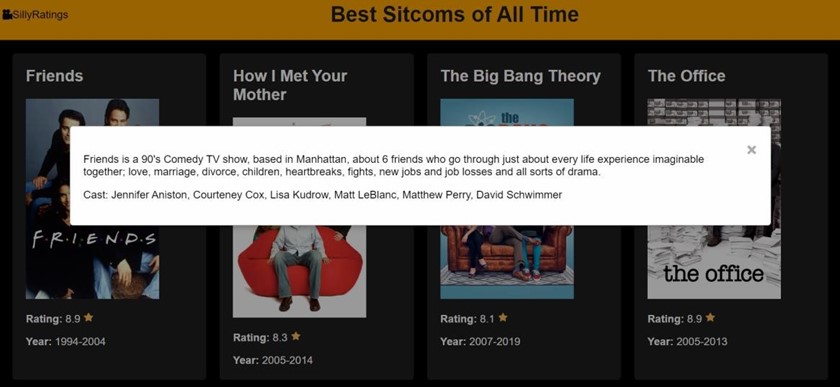 SillyRatings
Best Sitcoms of All Time
Friends
How I Met Your
Mother
The Big Bang Theory
The Office
the
×
Friends is a 90's Comedy TV show, based in Manhattan, about 6 friends who go through just about every life experience imaginable
together; love, marriage, divorce, children, heartbreaks, fights, new jobs and job losses and all sorts of drama.
Cast: Jennifer Aniston, Courteney Cox, Lisa Kudrow, Matt LeBlanc, Matthew Perry, David Schwimmer
F·R·I·E·N·D·S
the office
Rating: 8.9
Year: 1994-2004
Rating: 8.3
Year: 2005-2014
Rating: 8.1
Year: 2007-2019
Rating: 8.9
Year: 2005-2013